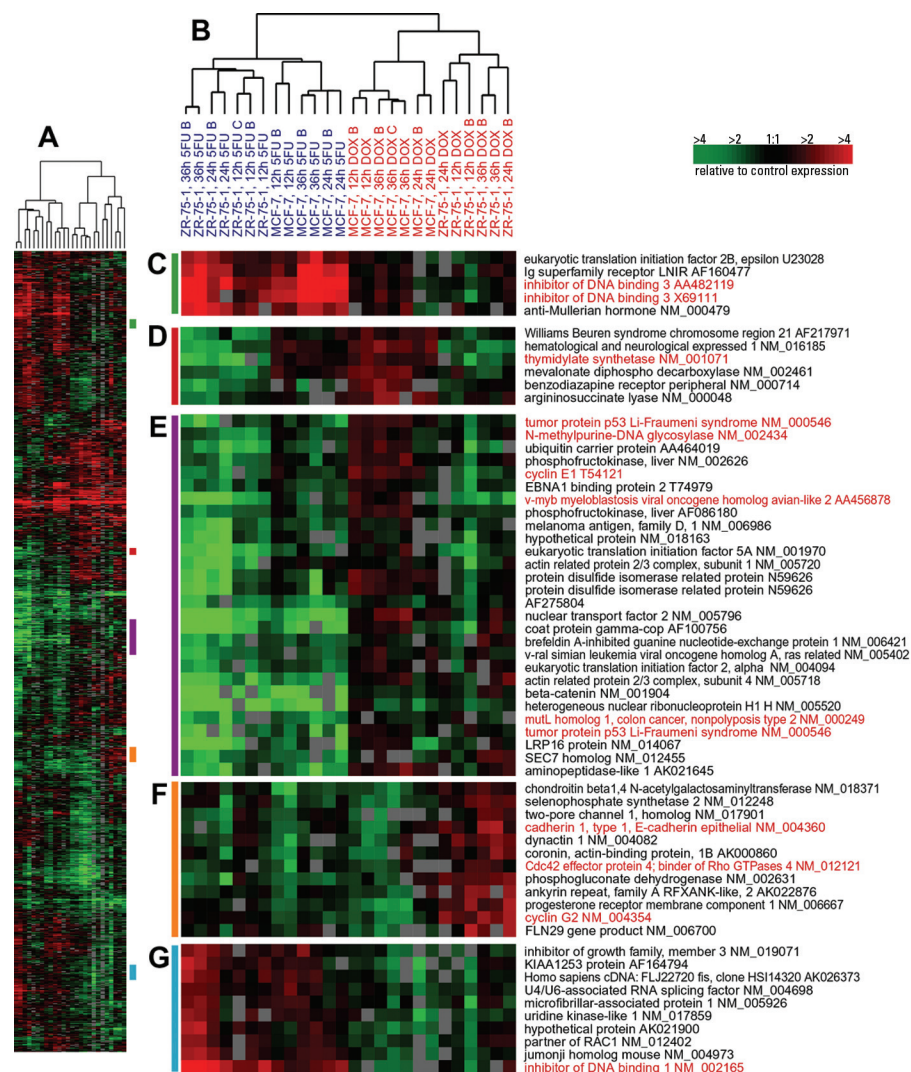 A
B
ZR-75-1, 36h 5FU B
ZR-75-1, 36h 5FU
ZR-75-1, 24h 5FU B
ZR-75-1, 24h 5FU
ZR-75-1, 12h 5FU C
ZR-75-1, 12h 5FU B
ZR-75-1, 12h 5FU
MCF-7, 12h 5FU B
MCF-7, 12h 5FU
MCF-7, 36h 5FU B
MCF-7, 36h 5FU
MCF-7, 24h 5FU B
MCF-7, 24h 5FU
MCF-7, 12h DOX B
MCF-7, 12h DOX
MCF-7, 36h DOX B
MCF-7, 36h DOX C
MCF-7, 36h DOX
MCF-7, 24h DOX B
MCF-7, 24h DOX
ZR-75-1, 24h DOX
ZR-75-1, 12h DOX
ZR-75-1, 12h DOX B
ZR-75-1, 36h DOX B
ZR-75-1, 36h DOX
ZR-75-1, 24h DOX B
>4 >2 1:1 >2 >4
relative to control expression
C
eukaryotic translation initiation factor 2B, epsilon U23028
Ig superfamily receptor LNIR AF160477
inhibitor of DNA binding 3 AA482119
inhibitor of DNA binding 3 X69111
anti-Mullerian hormone NM_000479
D
Williams Beuren syndrome chromosome region 21 AF217971
hematological and neurological expressed 1 NM_016185
thymidylate synthetase NM_001071
mevalonate diphospho decarboxylase NM_002461
benzodiazapine receptor peripheral NM_000714
argininosuccinate lyase NM_000048
E
tumor protein p53 Li-Fraumeni syndrome NM_000546
N-methylpurine-DNA glycosylase NM_002434
ubiquitin carrier protein AA464019
phosphofructokinase, liver NM_002626
cyclin E1 T54121
EBNA1 binding protein 2 T74979
v-myb myeloblastosis viral oncogene homolog avian-like 2 AA456878
phosphofructokinase, liver AF086180
melanoma antigen, family D, 1 NM_006986
hypothetical protein NM_018163
eukaryotic translation initiation factor 5A NM_001970
actin related protein 2/3 complex, subunit 1 NM_005720
protein disulfide isomerase related protein N59626
protein disulfide isomerase related protein N59626
AF275804
nuclear transport factor 2 NM_005796
coat protein gamma-cop AF100756
brefeldin A-inhibited guanine nucleotide-exchange protein 1 NM_006421
v-ral simian leukemia viral oncogene homolog A, ras related NM_005402
eukaryotic translation initiation factor 2, alpha NM_004094
actin related protein 2/3 complex, subunit 4 NM_005718
beta-catenin NM_001904
heterogeneous nuclear ribonucleoprotein H1 H NM_005520
mutL homolog 1, colon cancer, nonpolyposis type 2 NM_000249
tumor protein p53 Li-Fraumeni syndrome NM_000546
LRP16 protein NM_014067
SEC7 homolog NM_012455
aminopeptidase-like 1 AK021645
F
chondroitin beta1,4 N-acetylgalactosaminyltransferase NM_018371
selenophosphate synthetase 2 NM_012248
two-pore channel 1, homolog NM_017901
cadherin 1, type 1, E-cadherin epithelial NM_004360
dynactin 1 NM_004082
coronin, actin-binding protein, 1B AK000860
Cdc42 effector protein 4; binder of Rho GTPases 4 NM_012121
phosphogluconate dehydrogenase NM_002631
ankyrin repeat, family A RFXANK-like, 2 AK022876
progesterone receptor membrane component 1 NM_006667
cyclin G2 NM_004354
FLN29 gene product NM_006700
G
inhibitor of growth family, member 3 NM_019071
KIAA1253 protein AF164794
Homo sapiens cDNA: FLJ22720 fis, clone HSI14320 AK026373
U4/U6-associated RNA splicing factor NM_004698
microfibrillar-associated protein 1 NM_005926
uridine kinase-like 1 NM_017859
hypothetical protein AK021900
partner of RAC1 NM_012402
jumonji homolog mouse NM_004973
inhibitor of DNA binding 1 NM_002165